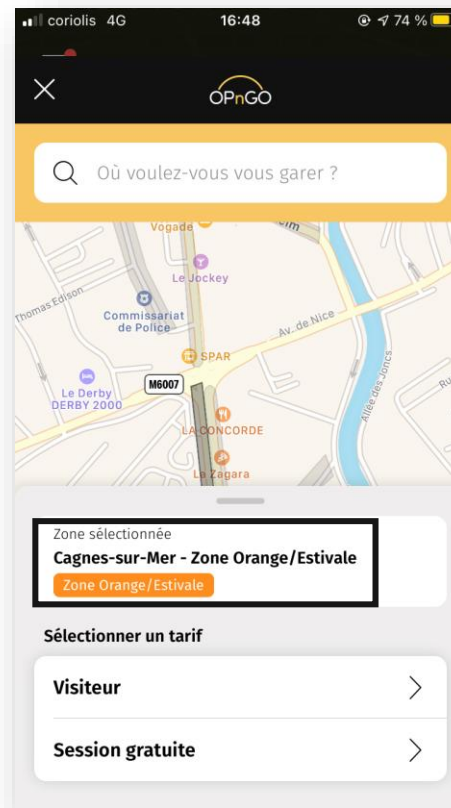 coriolis 4G 16:48 74 %
OPnGO
Où voulez-vous vous garer ?
Vogade
Le Jockey
Thomas Edison
Commissariat
de Police
Av. de Nice
SPAR
Le Derby
DERBY 2000
M6007
Allée des Joncs
LA CONCORDE
La Zagara
Zone sélectionnée
Cagnes-sur-Mer - Zone Orange/Estivale
Zone Orange/Estivale
Sélectionner un tarif
Visiteur
Session gratuite